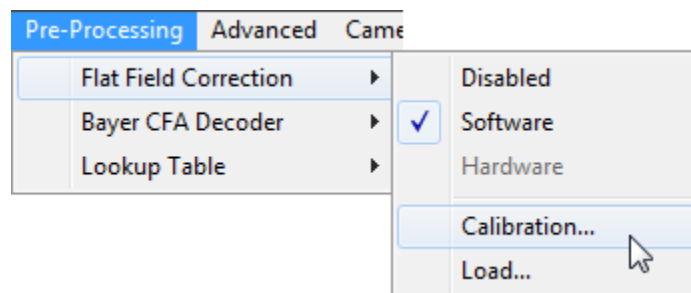 Pre-Processing Advanced
Flat Field Correction Disabled
Bayer CFA Decoder Software
Lookup Table Hardware
Calibration...
Load...